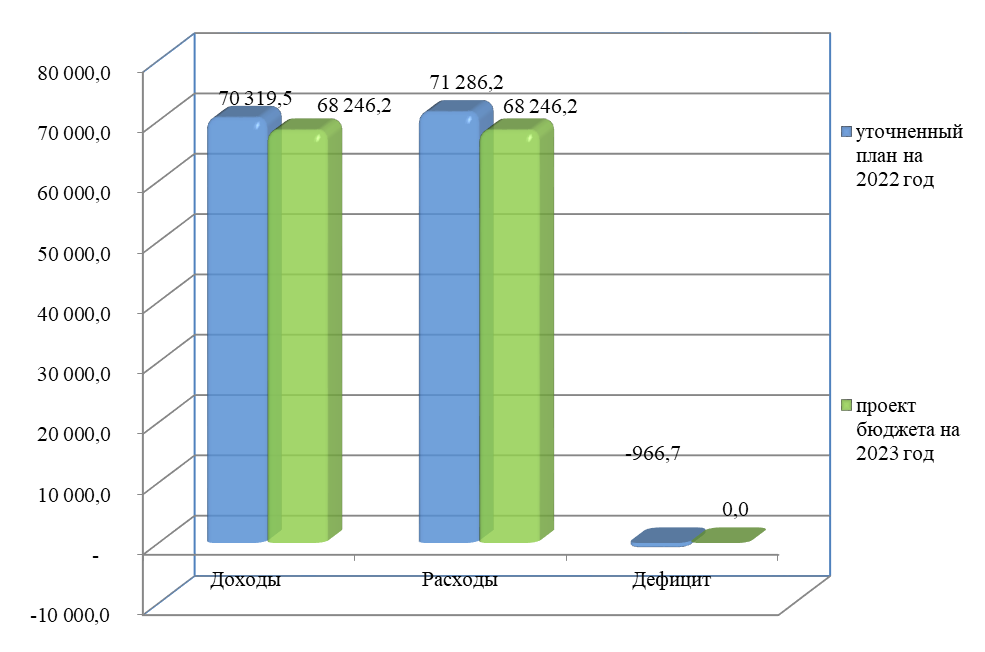 80 000,0
70 000,0
60 000,0
50 000,0
40 000,0
30 000,0
20 000,0
10 000,0
-
-10 000,0
70 319,5
68 246,2
71 286,2
68 246,2
-966,7
0,0
Доходы
Расходы
Дефицит
уточненный
план на
2022 год
проект
бюджета на
2023 год